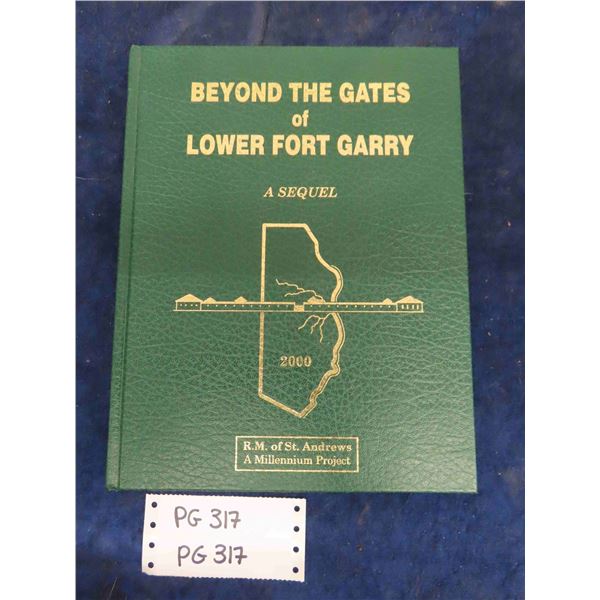 BEYOND THE GATES
of
LOWER FORT GARRY
A SEQUEL
2000
R.M. of St. Andrews
A Millennium Project
PG 317
PG 317